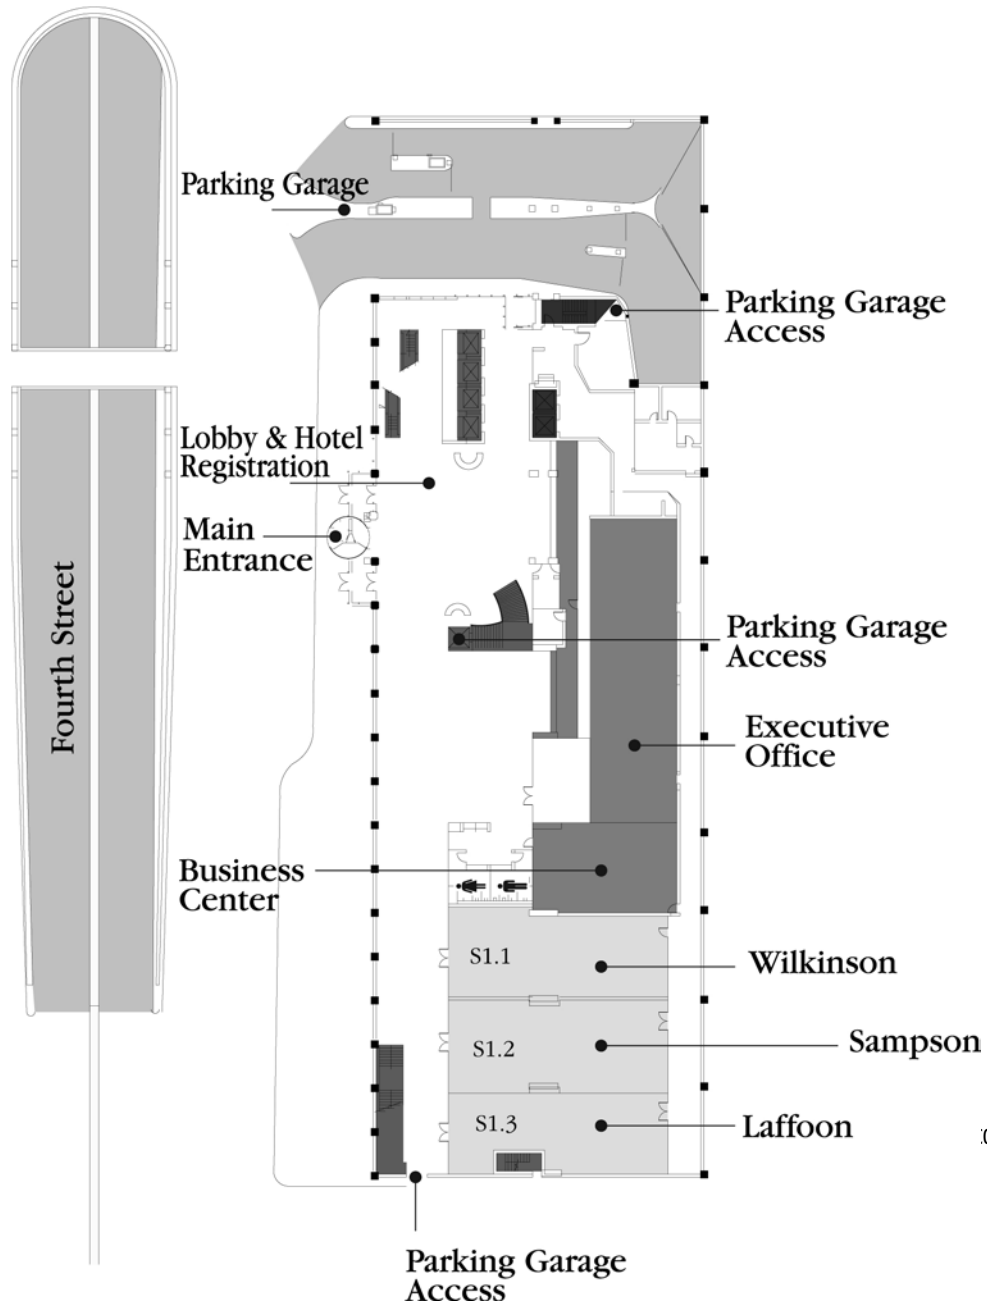 Parking Garage
Parking Garage
Access
Lobby & Hotel
Registration
Main
Entrance
Fourth Street
Parking Garage
Access
Executive
Office
Business
Center
S1.1
Wilkinson
S1.2
Sampson
S1.3
Laffoon
Parking Garage
Access